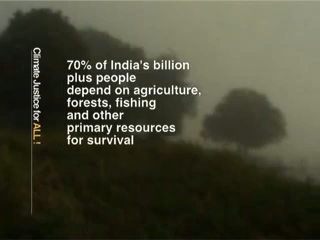 Climate Justice for ALL!
70% of India's billion
plus people
depend on agriculture,
forests, fishing
and other
primary resources
for survival